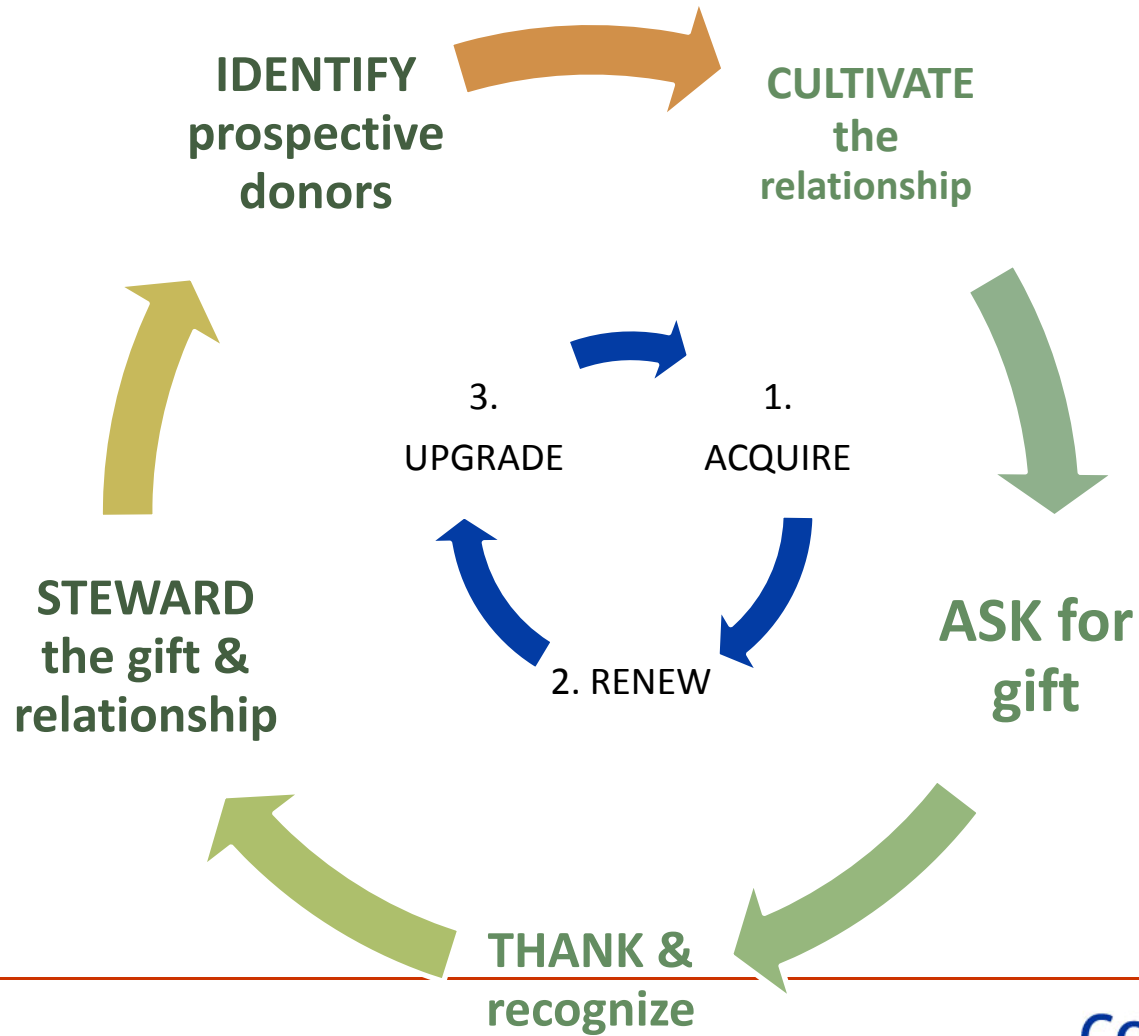 IDENTIFY
prospective
donors
CULTIVATE
the
relationship
ASK for
gift
THANK &
recognize
STEWARD
the gift &
relationship
1.
ACQUIRE
2. RENEW
3.
UPGRADE